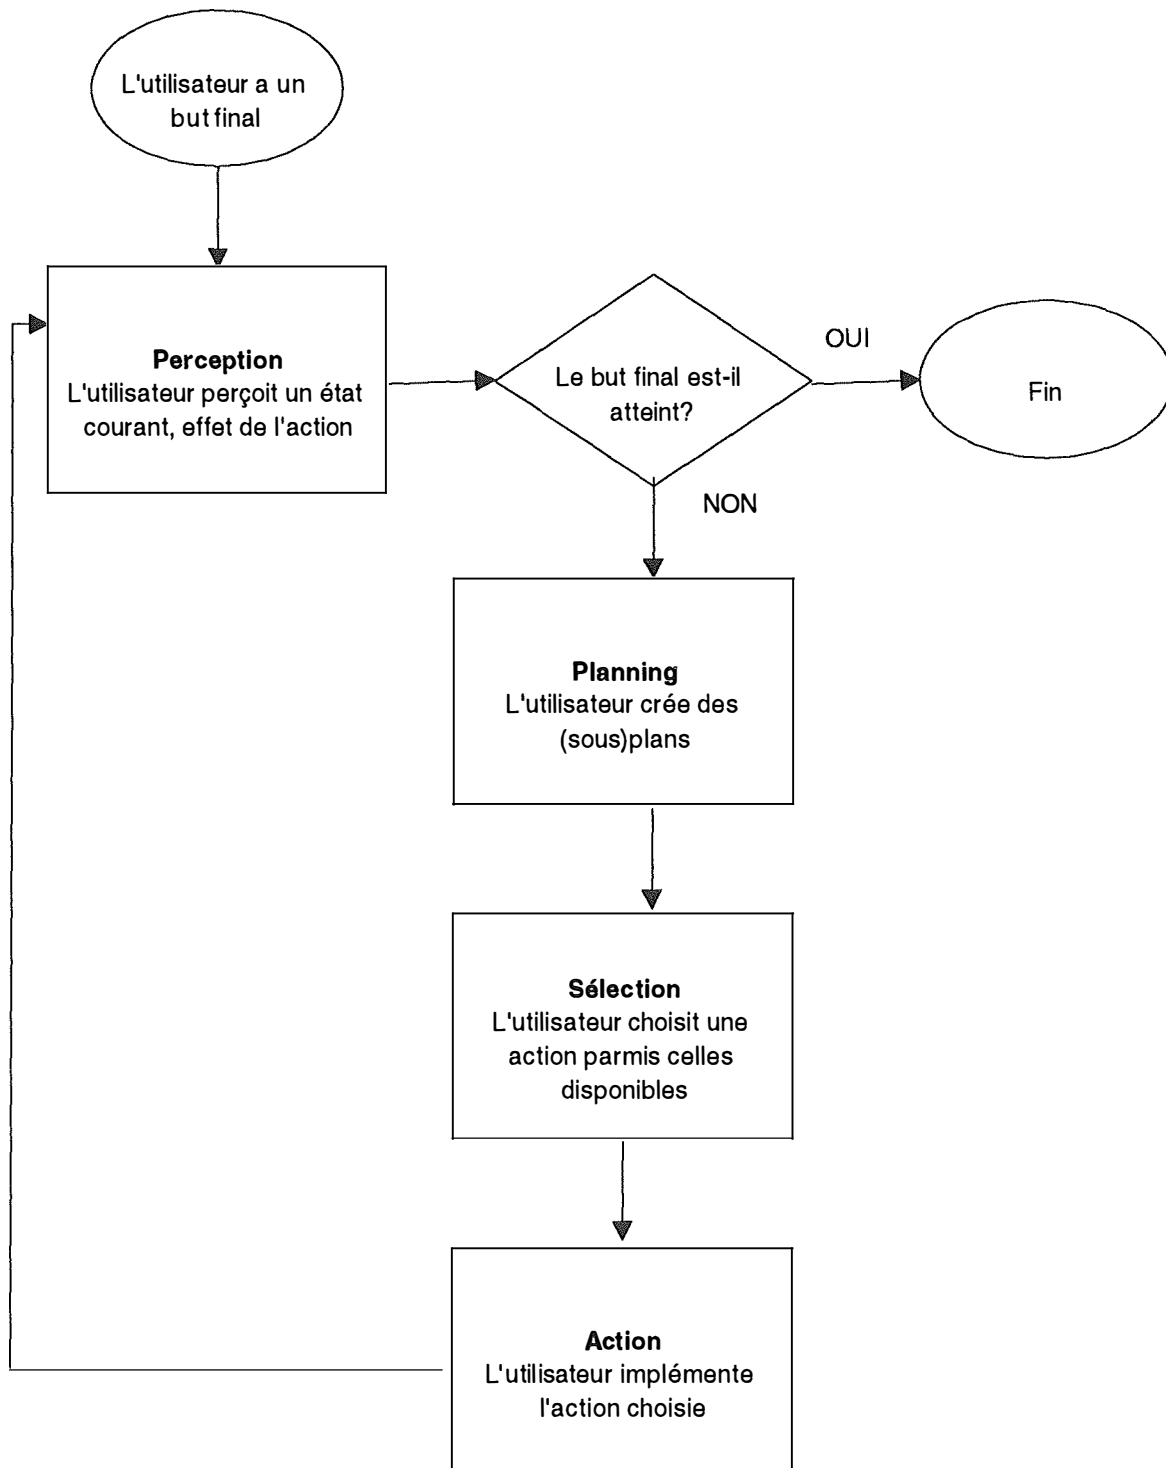 L'utilisateur a un
but final
Perception
L'utilisateur perçoit un état
courant, effet de l'action
Le but final est-il
atteint?
OUI
Fin
NON
Planning
L'utilisateur crée des
(sous)plans
Sélection
L'utilisateur choisit une
action parmis celles
disponibles
Action
L'utilisateur implémente
l'action choisie